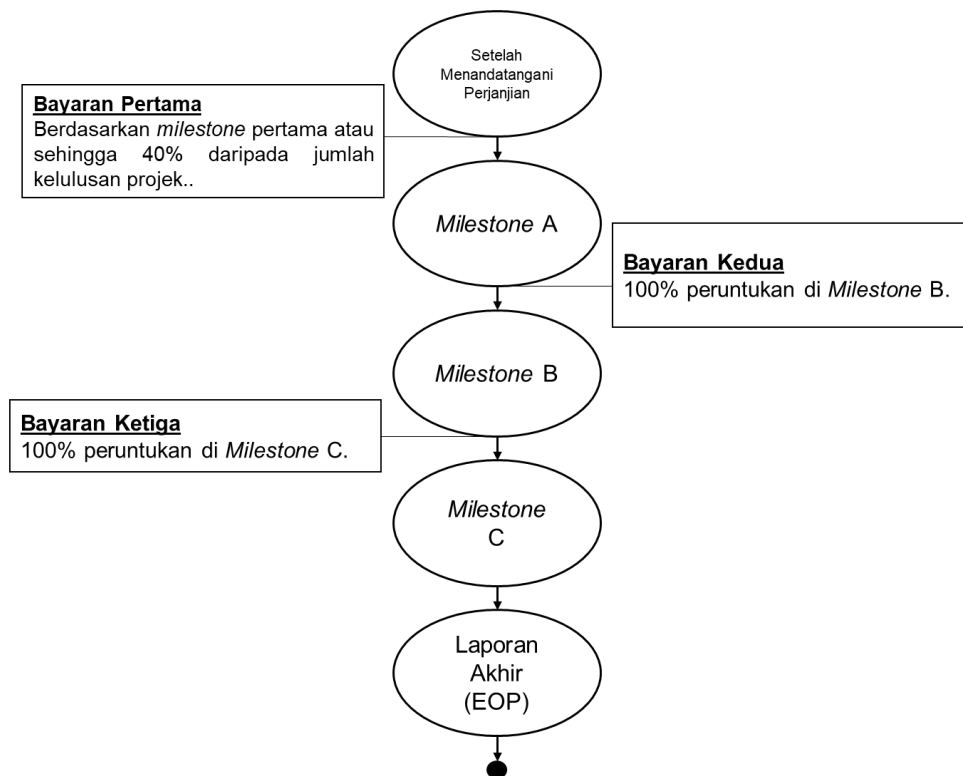 Setelah
Menandatangani
Perjanjian
Bayaran Pertama
Berdasarkan milestone pertama atau
sehingga 40% daripada jumlah
kelulusan projek..
Milestone A
Bayaran Kedua
100% peruntukan di Milestone B.
Milestone B
Bayaran Ketiga
100% peruntukan di Milestone C.
Milestone
C
Laporan
Akhir
(EOP)